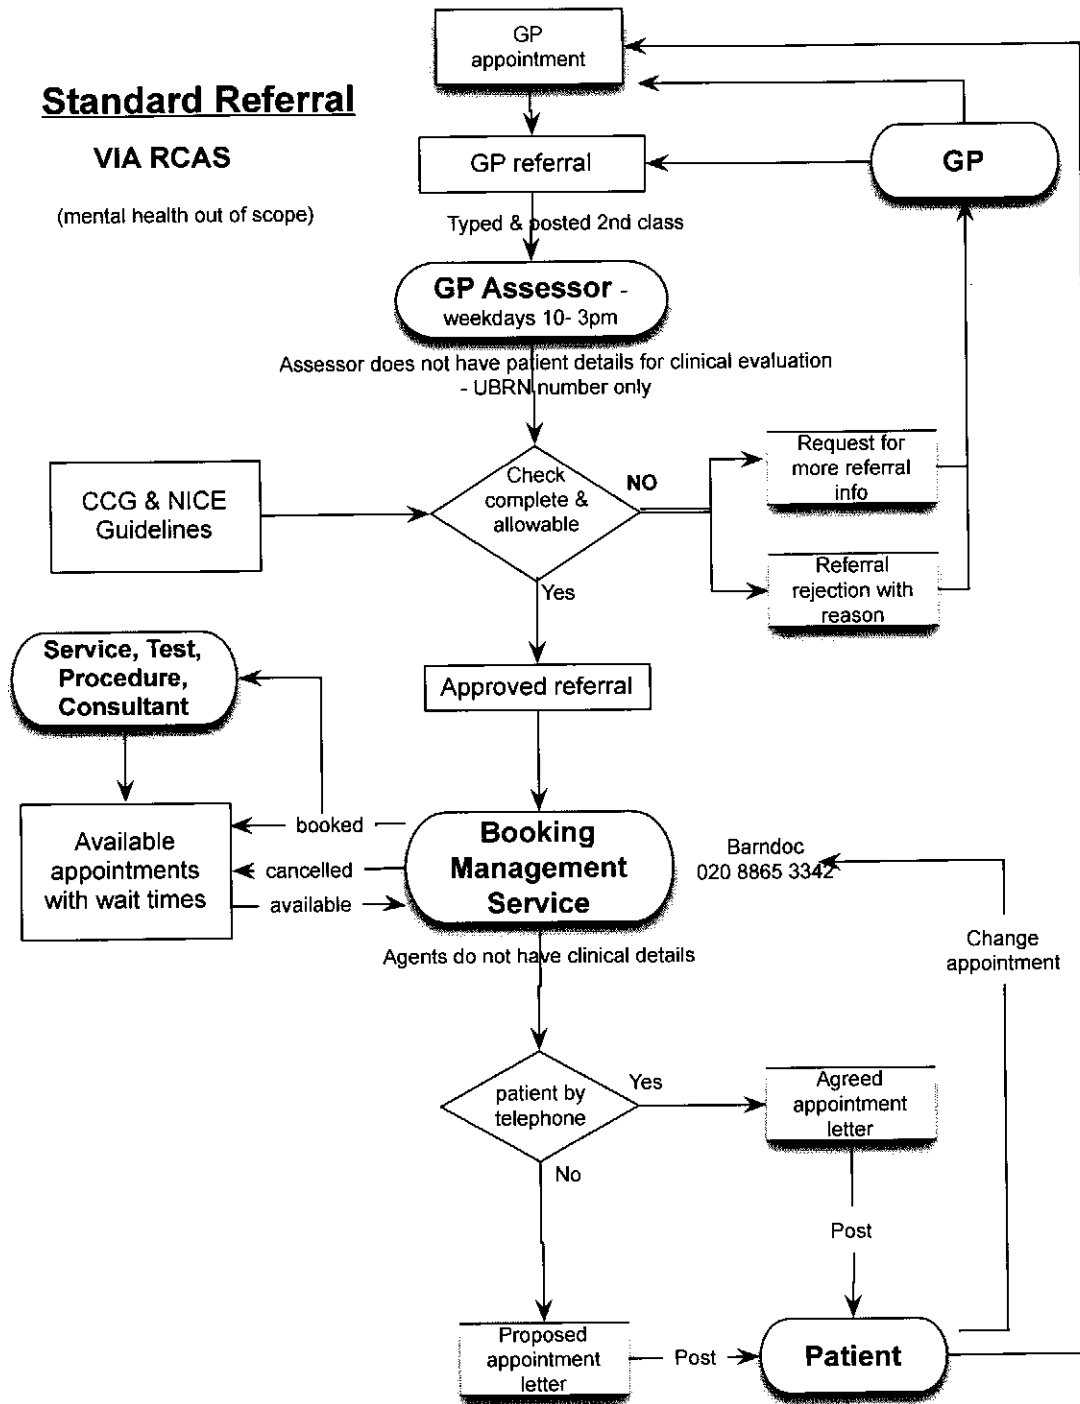 GP
appointment
Standard Referral
VIA RCAS
(mental health out of scope)
GP referral
GP
Typed & posted 2nd class
GP Assessor -
weekdays 10- 3pm
Assessor does not have patient details for clinical evaluation
- UBRN number only
CCG & NICE
Guidelines
Check
complete &
allowable
NO
Request for
more referral
info
Referral
rejection with
reason
Yes
Service, Test,
Procedure,
Consultant
Approved referral
Available
appointments
with wait times
booked
cancelled
available
Booking
Management
Service
Barndoc
020 8865 3342
Change
appointment
Agents do not have clinical details
patient by
telephone
Yes
Agreed
appointment
letter
No
Post
Proposed
appointment
letter
Post
Patient